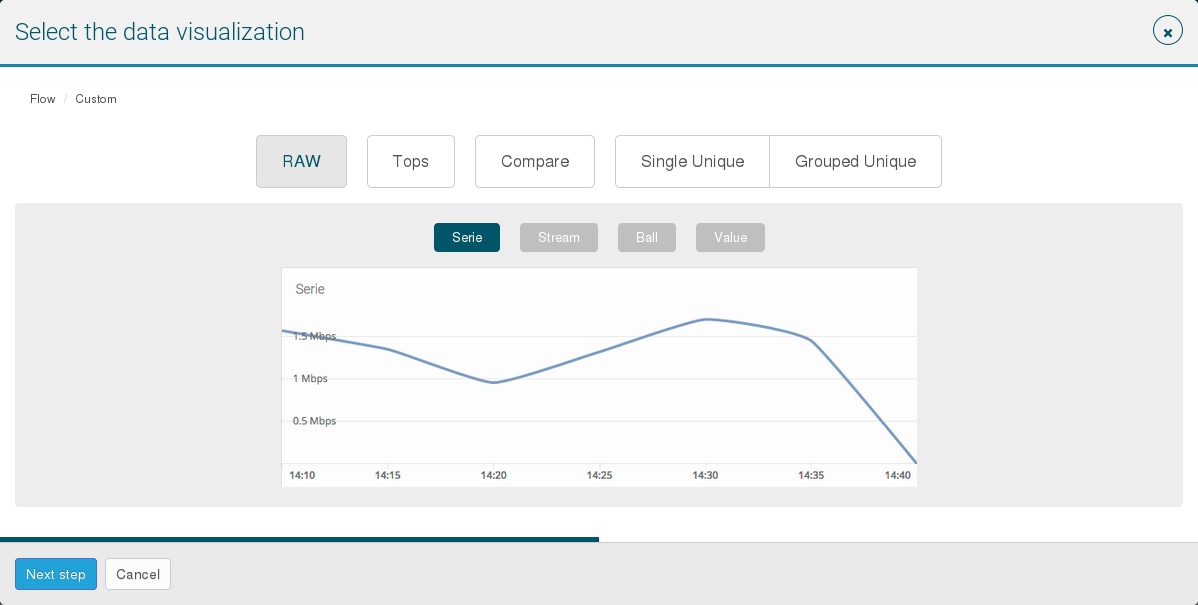 Select the data visualization
Flow / Custom
RAW Tops Compare Single Unique Grouped Unique
Serie Stream Ball Value
Serie
1.5 Mbps
1 Mbps
0.5 Mbps
14:10 14:15 14:20 14:25 14:30 14:35 14:40
Next step Cancel